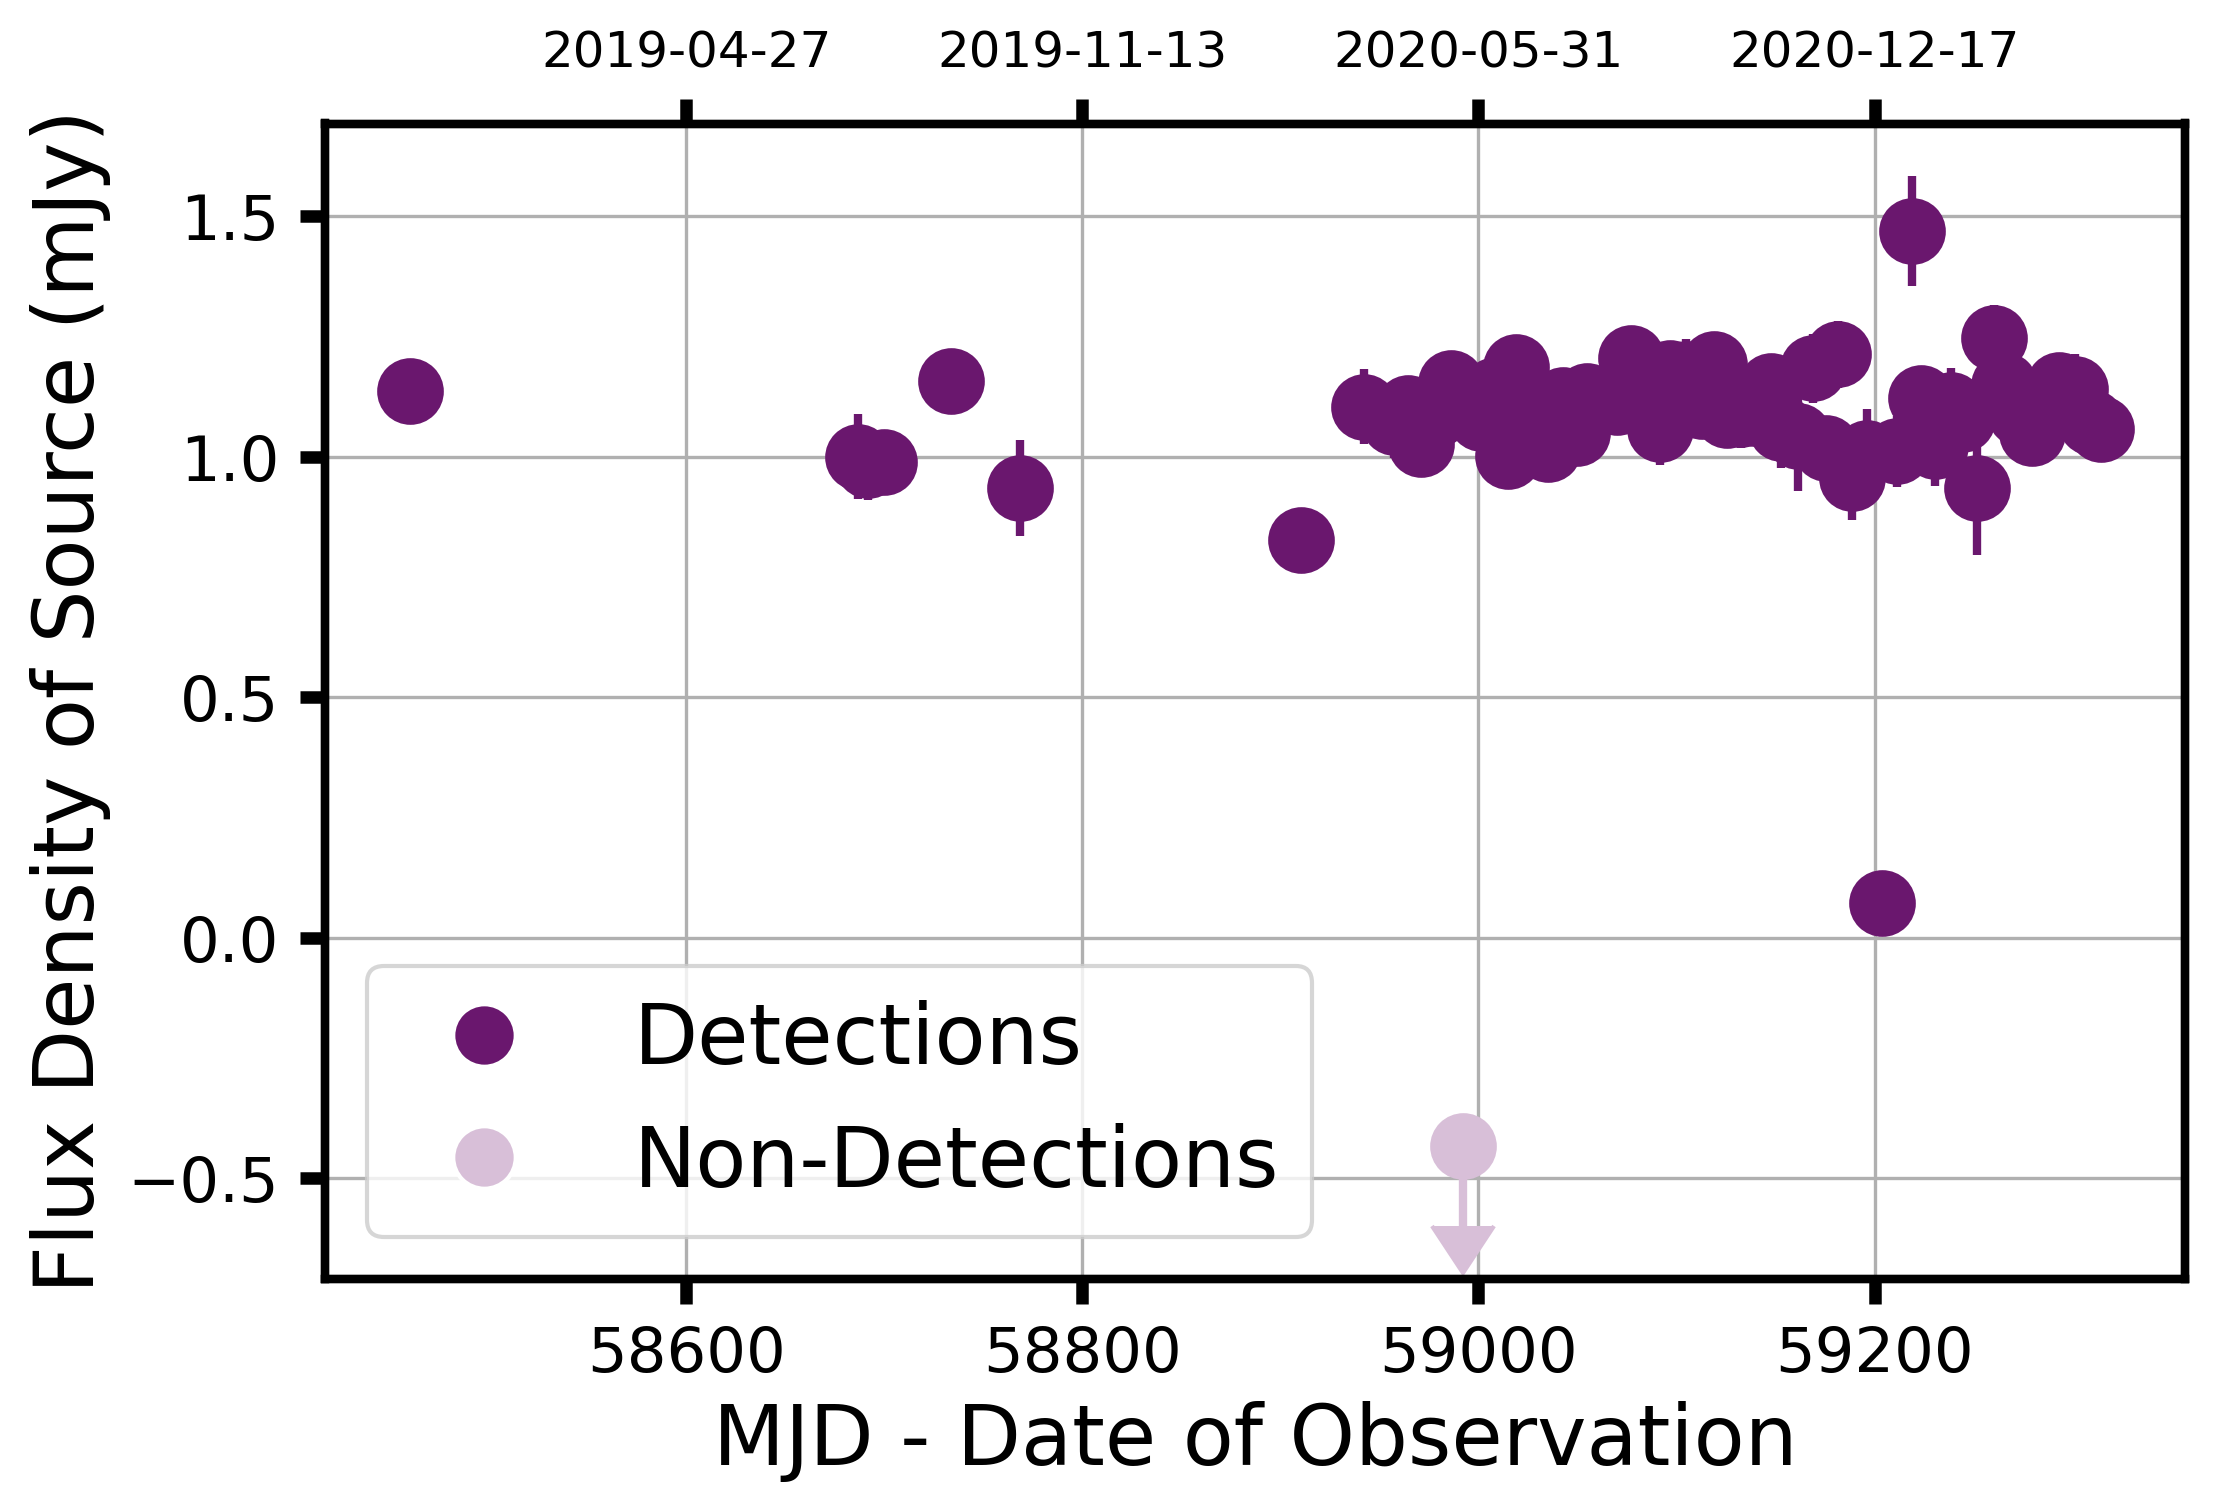 2019-04-27 2019-11-13 2020-05-31 2020-12-17
Flux Density of Source (mJy)
1.5
1.0
0.5
0.0
−0.5
Detections
Non-Detections
58600 58800 59000 59200
MJD - Date of Observation